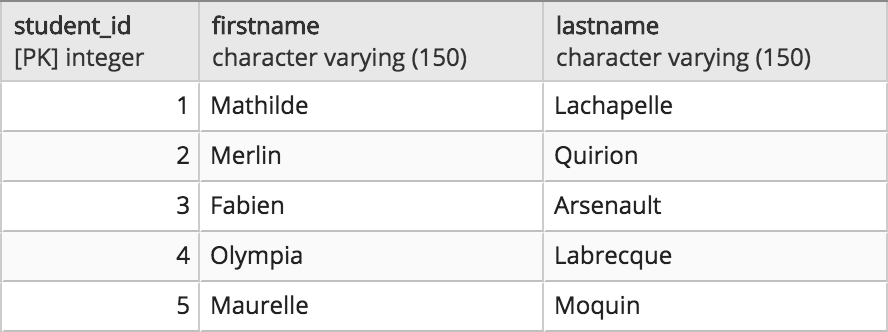 student_id firstname lastname
[PK] integer character varying (150) character varying (150)
1 Mathilde Lachapelle
2 Merlin Quirion
3 Fabien Arsenault
4 Olympia Labrecque
5 Maurelle Moquin